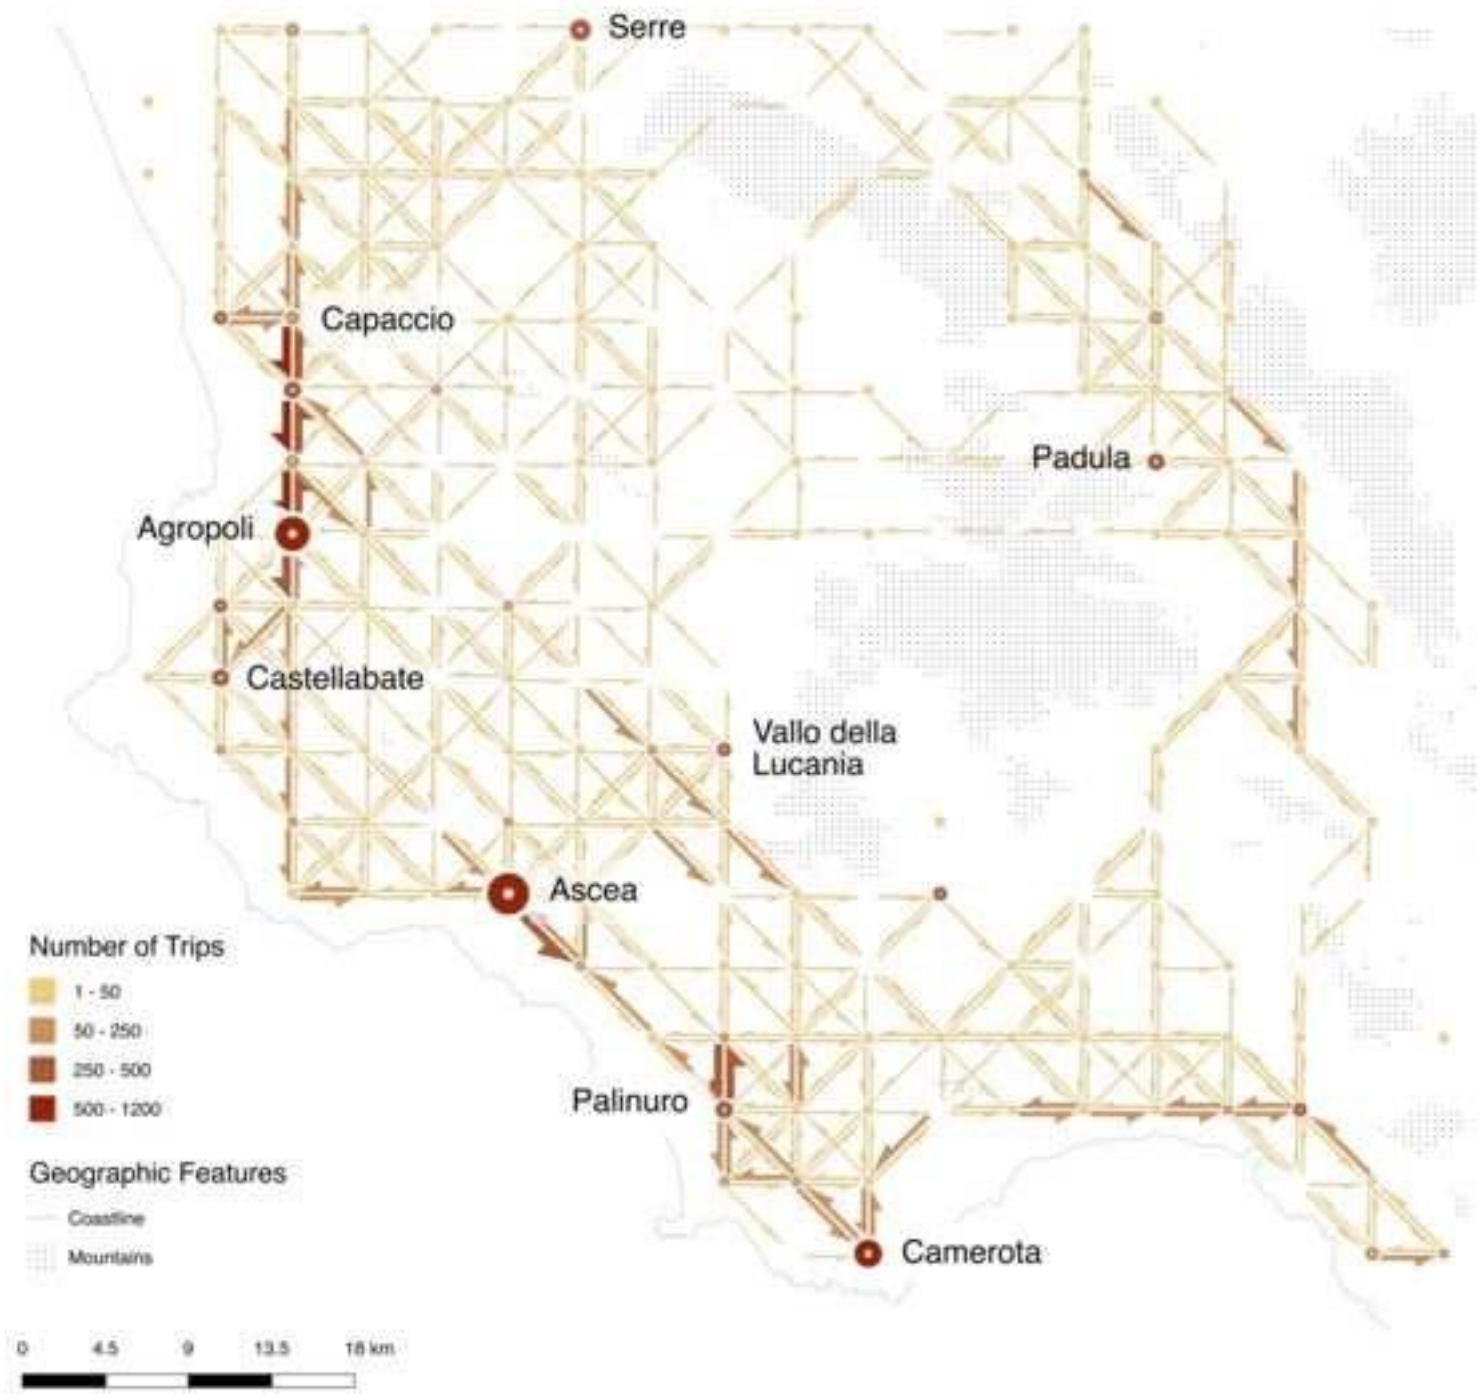 Serre
Capaccio
Padula
Agropoli
Castellabate
Vallo della
Lucania
Ascea
Number of Trips
1 - 50
50 - 250
250 - 500
500 - 1200
Palinuro
Geographic Features
Coastline
Mountains
Camerota
0 4.5 9 13.5 18 km